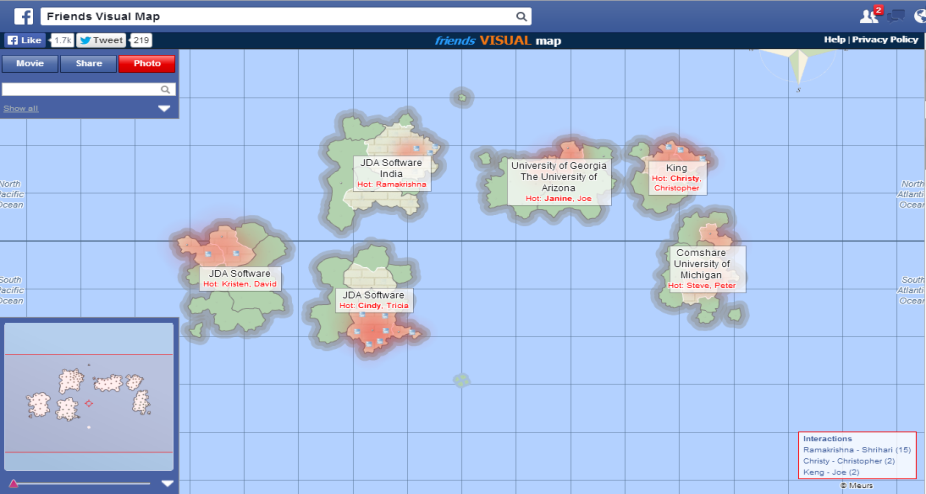 Friends Visual Map
2
Like 1.7k Tweet 219
friends VISUAL map
Help | Privacy Policy
Movie Share Photo
Show all
N
JDA Software
India
Hot: Ramakrishna
University of Georgia
The University of
Arizona
Hot: Janine, Joe
King
Hot: Christy,
Christopher
North
Pacific
Ocean
North
Atlanti
Ocean
JDA Software
Hot: Kristen, David
JDA Software
Hot: Cindy, Tricia
Comshare
University of
Michigan
Hot: Steve, Peter
South
Pacific
Ocean
South
Atlanti
Ocean
Interactions
Ramakrishna - Shrihari (15)
Christy - Christopher (2)
Keng - Joe (2)
© Meurs